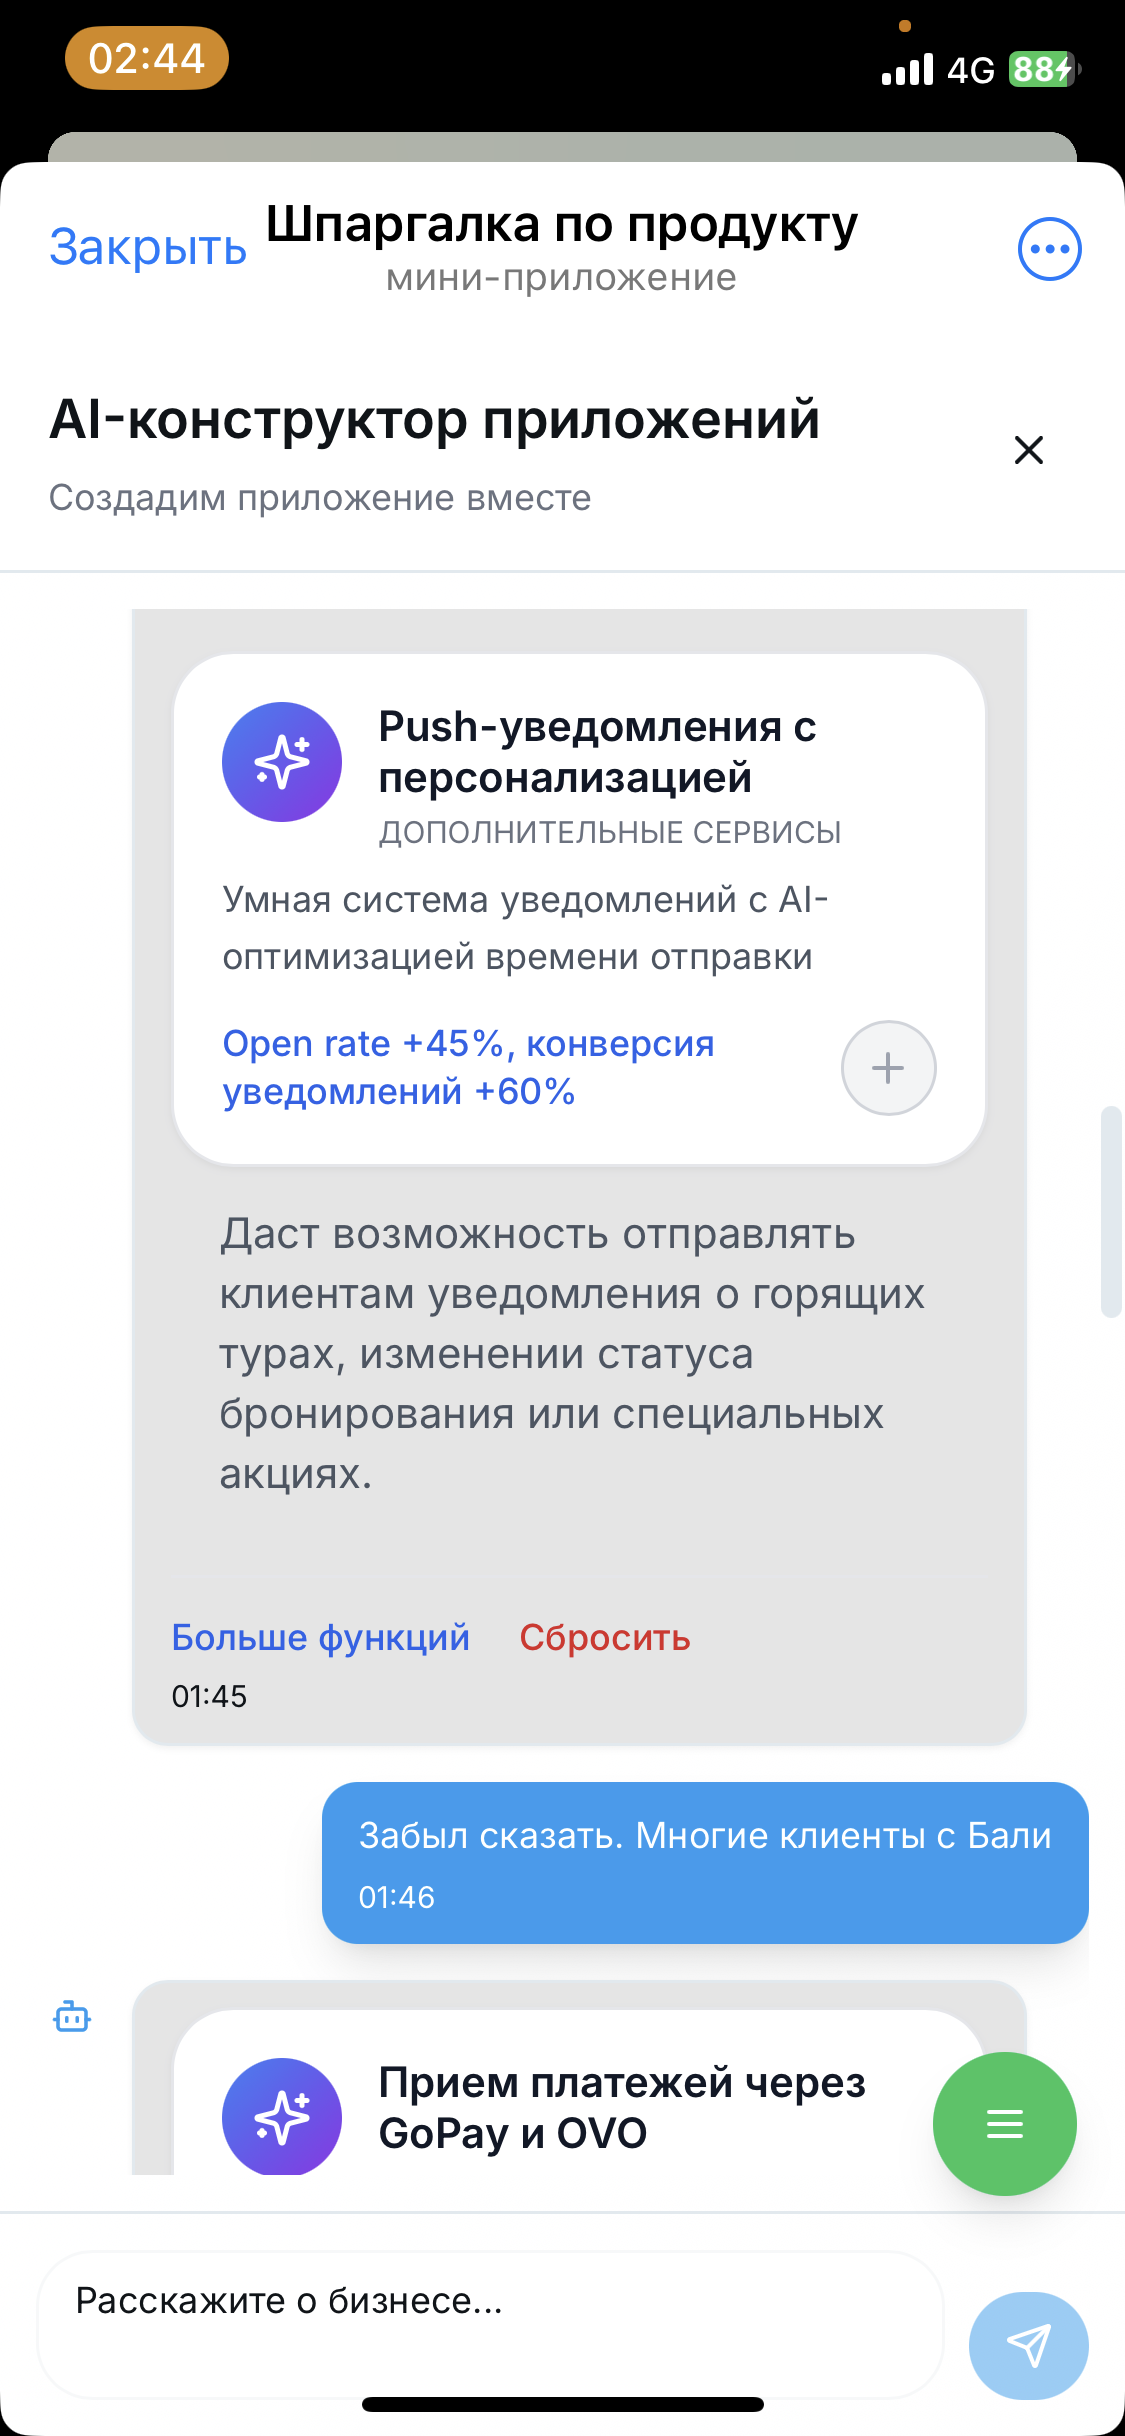 02:44
4G
88
Закрыть
Шпаргалка по продукту
мини-приложение
AI-конструктор приложений
Создадим приложение вместе
Push-уведомления с
персонализацией
ДОПОЛНИТЕЛЬНЫЕ СЕРВИСЫ
Умная система уведомлений с AI-
оптимизацией времени отправки
Open rate +45%, конверсия
уведомлений +60%
Даст возможность отправлять
клиентам уведомления о горящих
турах, изменении статуса
бронирования или специальных
акциях.
Больше функций
Сбросить
01:45
Забыл сказать. Многие клиенты с Бали
01:46
Прием платежей через
GoPay и OVO
Расскажите о бизнесе...